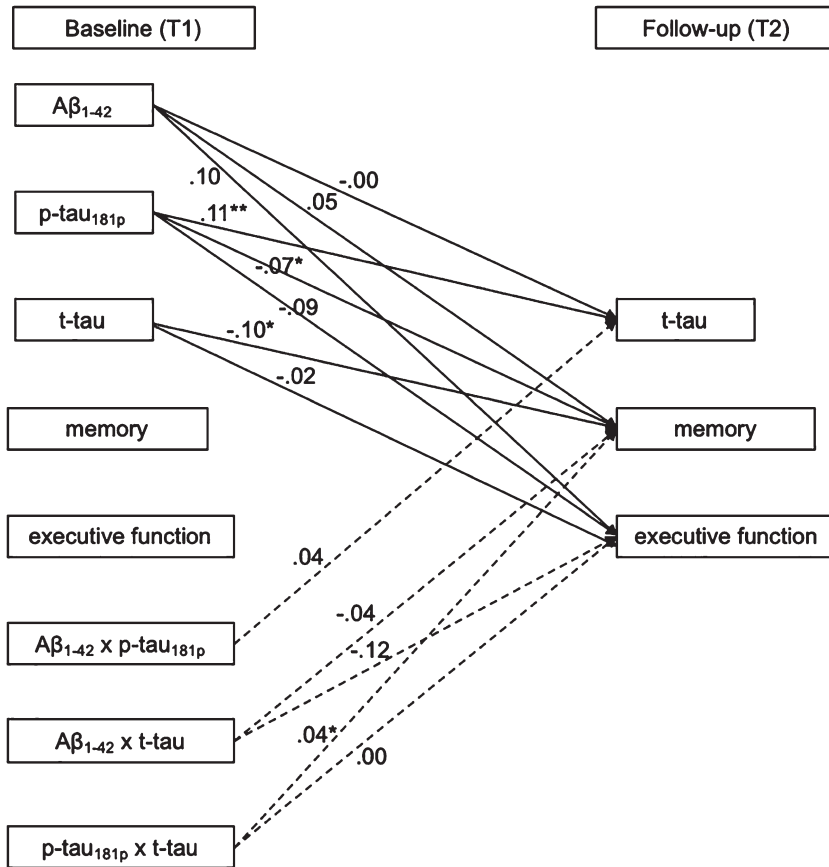 Baseline (T1)
Follow-up (T2)
Aβ1-42
.10
-.00
.05
p-tau181p
.11**
-.07*
-.09
t-tau
-.10*
t-tau
-.02
memory
memory
executive function
executive function
.04
-.04
Aβ1-42 x p-tau181p
-.12
Aβ1-42 x t-tau
.04*
.00
p-tau181p x t-tau